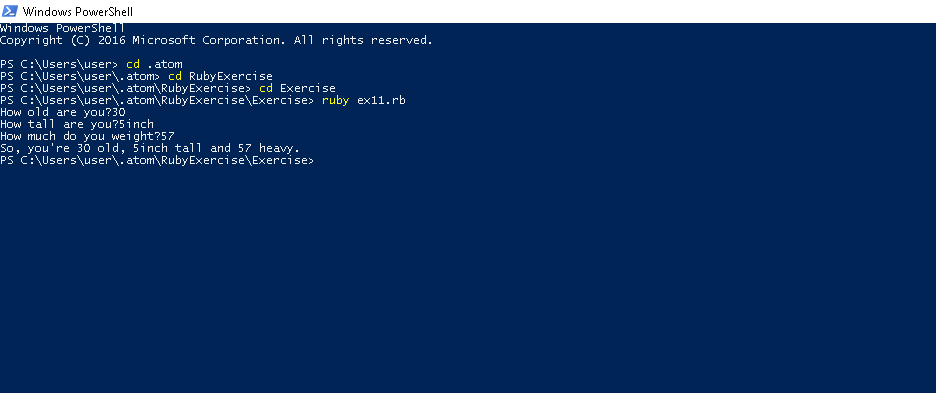 Windows PowerShell
Windows PowerShell
Copyright (C) 2016 Microsoft Corporation. All rights reserved.
PS C:\Users\user> cd .atom
PS C:\Users\user\.atom> cd RubyExercise
PS C:\Users\user\.atom\RubyExercise> cd Exercise
PS C:\Users\user\.atom\RubyExercise\Exercise> ruby ex11.rb
How old are you?30
How tall are you?5inch
How much do you weight?57
So, you're 30 old, 5inch tall and 57 heavy.
PS C:\Users\user\.atom\RubyExercise\Exercise>